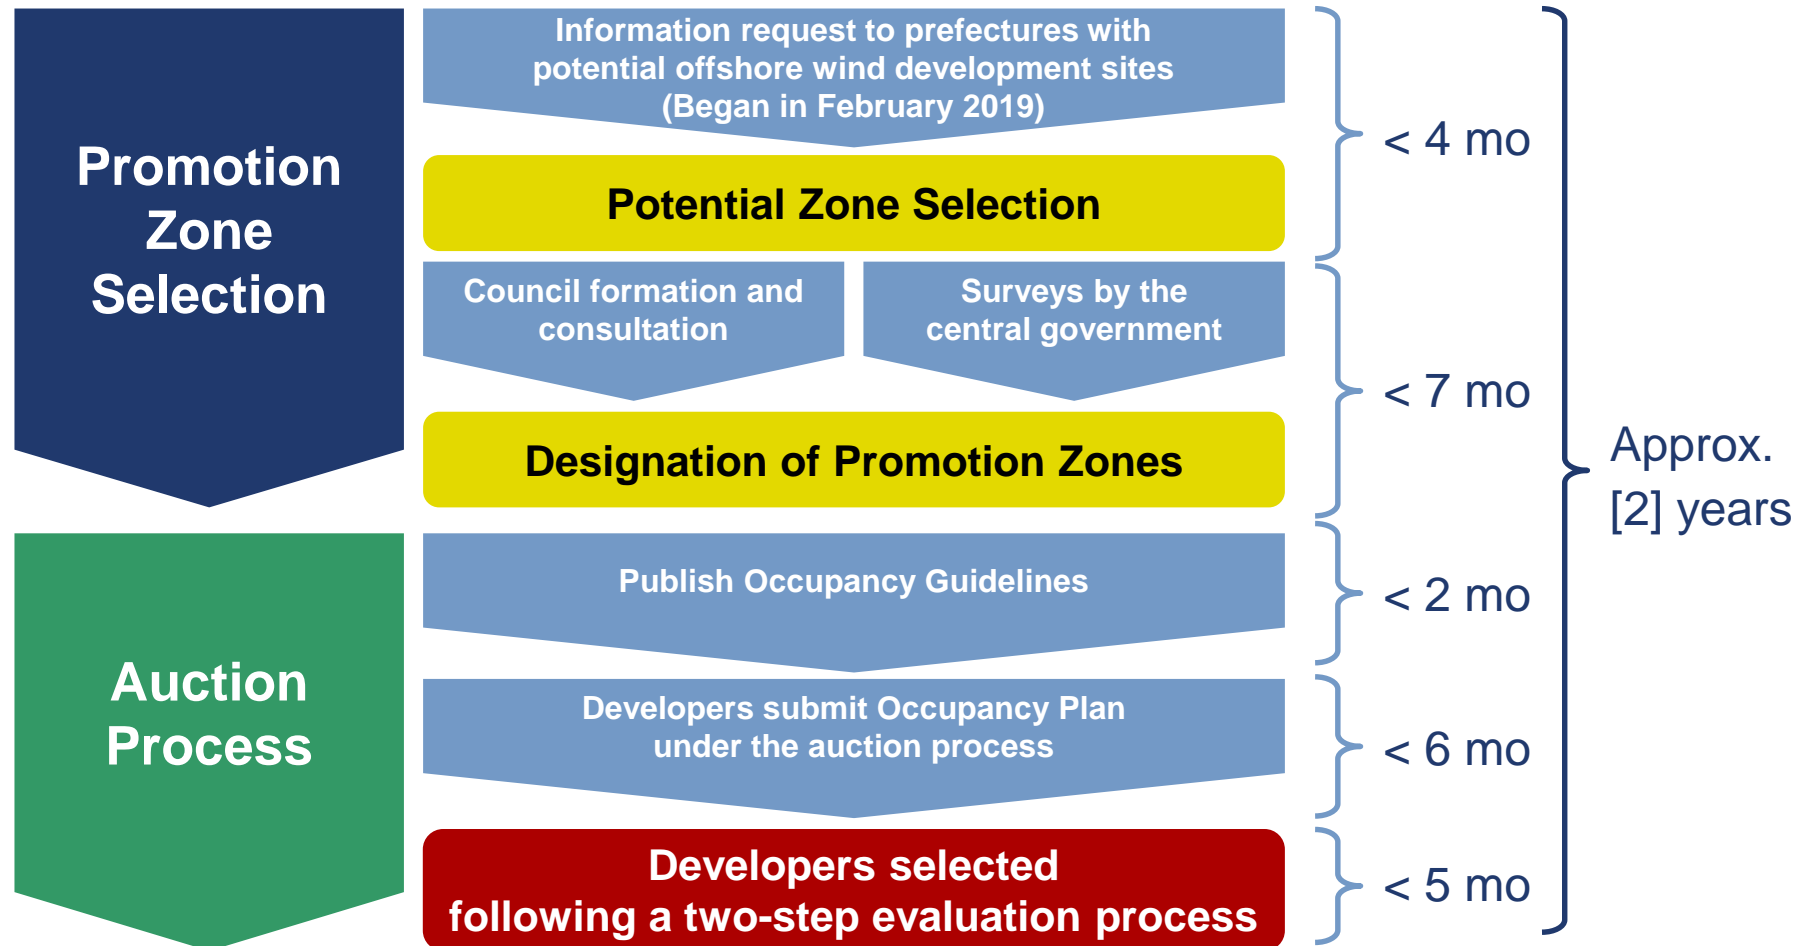 Promotion
Zone
Selection
Information request to prefectures with
potential offshore wind development sites
(Began in February 2019)
Potential Zone Selection
< 4 mo
Council formation and
consultation
Surveys by the
central government
Designation of Promotion Zones
< 7 mo
Auction
Process
Publish Occupancy Guidelines
< 2 mo
Developers submit Occupancy Plan
under the auction process
< 6 mo
Developers selected
following a two-step evaluation process
< 5 mo
Approx.
[2] years